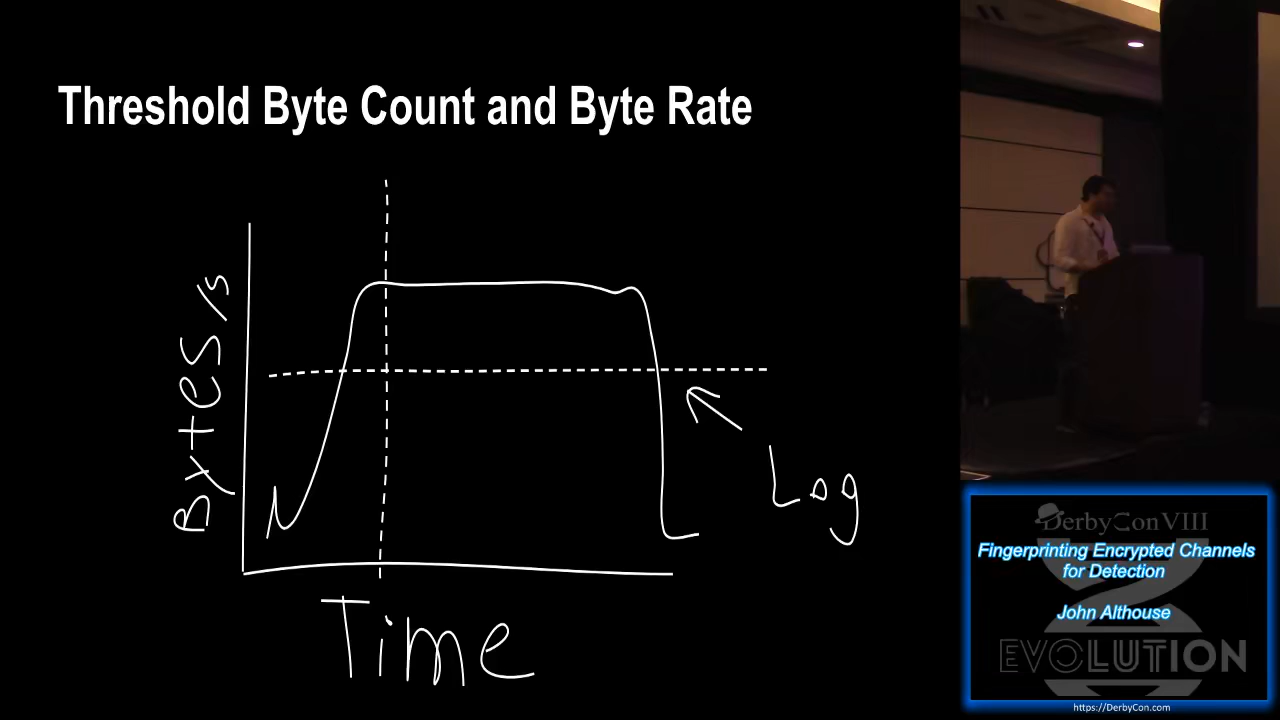 Threshold Byte Count and Byte Rate
Bytes/s
Log
Time
DerbyCon VIII
Fingerprinting Encrypted Channels
for Detection
John Althouse
EVOLUTION
https://DerbyCon.com